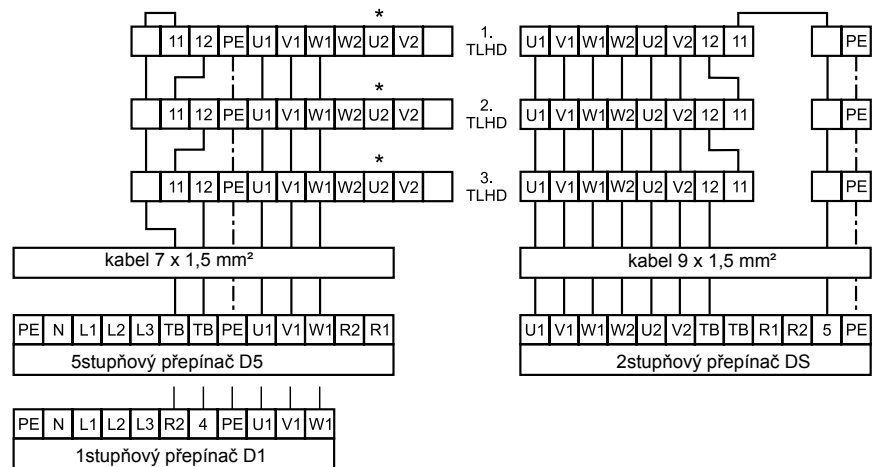 * 
11 12 PE U1 V1 W1 W2 U2 V2 1. TLHD U1 V1 W1 W2 U2 V2 12 11 PE
*
11 12 PE U1 V1 W1 W2 U2 V2 2. TLHD U1 V1 W1 W2 U2 V2 12 11 PE
*
11 12 PE U1 V1 W1 W2 U2 V2 3. TLHD U1 V1 W1 W2 U2 V2 12 11 PE
kabel 7 x 1,5 mm² kabel 9 x 1,5 mm²
PE N L1 L2 L3 TB TB PE U1 V1 W1 R2 R1 U1 V1 W1 W2 U2 V2 TB TB R1 R2 5 PE
5stupňový přepínač D5 2stupňový přepínač DS
PE N L1 L2 L3 R2 4 PE U1 V1 W1
1stupňový přepínač D1